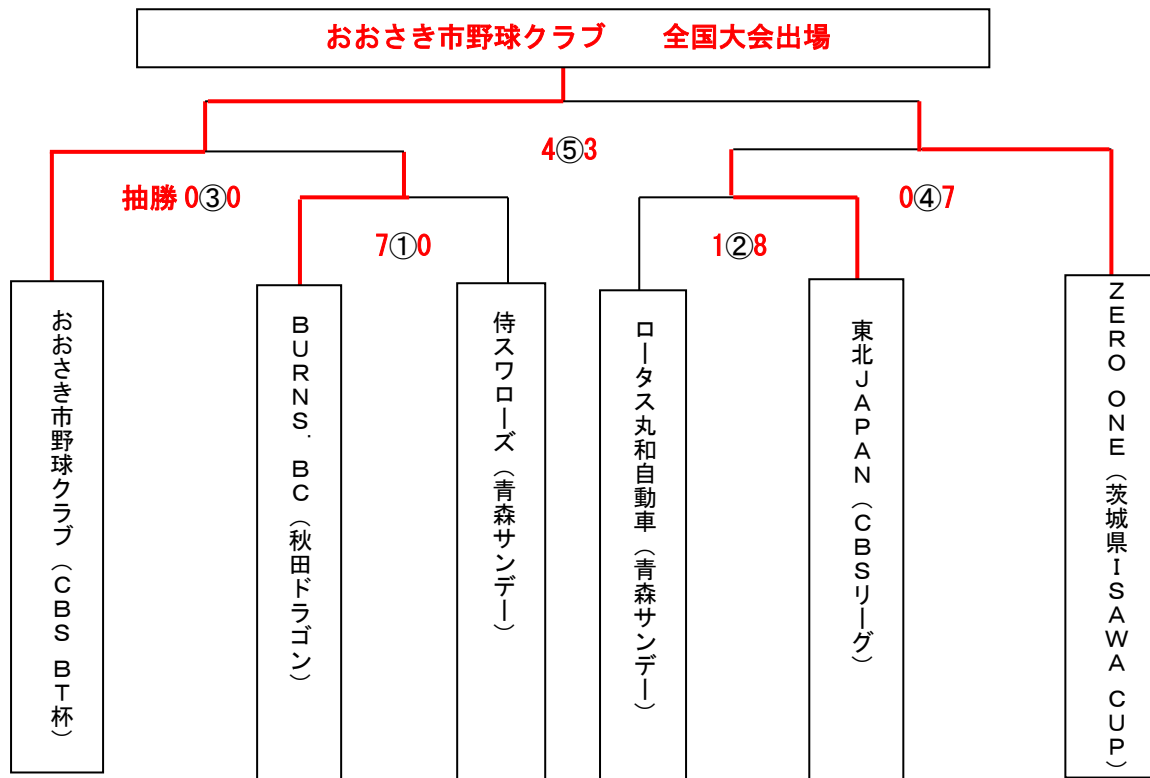 おおさき市野球クラブ　　全国大会出場
4⑤3
抽勝 0③0
0④7
7①0
1②8
おおさき市野球クラブ（ＣＢＳ　ＢＴ杯）
ＢＵＲＮＳ．ＢＣ（秋田ドラゴン）
侍スワローズ（青森サンデー）
ロータス丸和自動車（青森サンデー）
東北ＪＡＰＡＮ（ＣＢＳリーグ）
ＺＥＲＯ　ＯＮＥ（茨城県ＩＳＡＷＡ　ＣＵＰ）